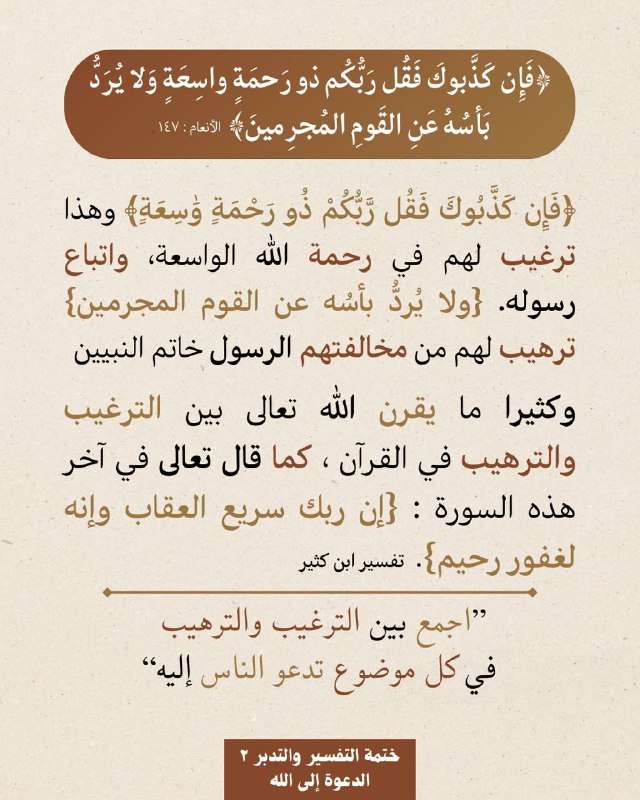 ﴿فَإِن كَذَّبوكَ فَقُل رَبُّكُم ذو رَحمَةٍ واسِعَةٍ وَلا يُرَدُّ
بَأسُهُ عَنِ القَومِ المُجرِمينَ﴾ الأنعام : ١٤٧
﴿فَإِن كَذَّبُوكَ فَقُل رَّبُّكُمْ ذُو رَحْمَةٍ وَٰسِعَةٍ﴾ وهذا
ترغيب لهم في رحمة الله الواسعة، واتباع
رسوله. {ولا يُردُّ بأسُه عن القوم المجرمين}
ترهيب لهم من مخالفتهم الرسول خاتم النبيين
وكثيرا ما يقرن الله تعالى بين الترغيب
والترهيب في القرآن ، كما قال تعالى في آخر
هذه السورة : {إن ربك سريع العقاب وإنه
لغفور رحيم}. تفسير ابن كثير
”اجمع بين الترغيب والترهيب
في كل موضوع تدعو الناس إليه“
ختمة التفسير والتدبر ٢
الدعوة إلى الله